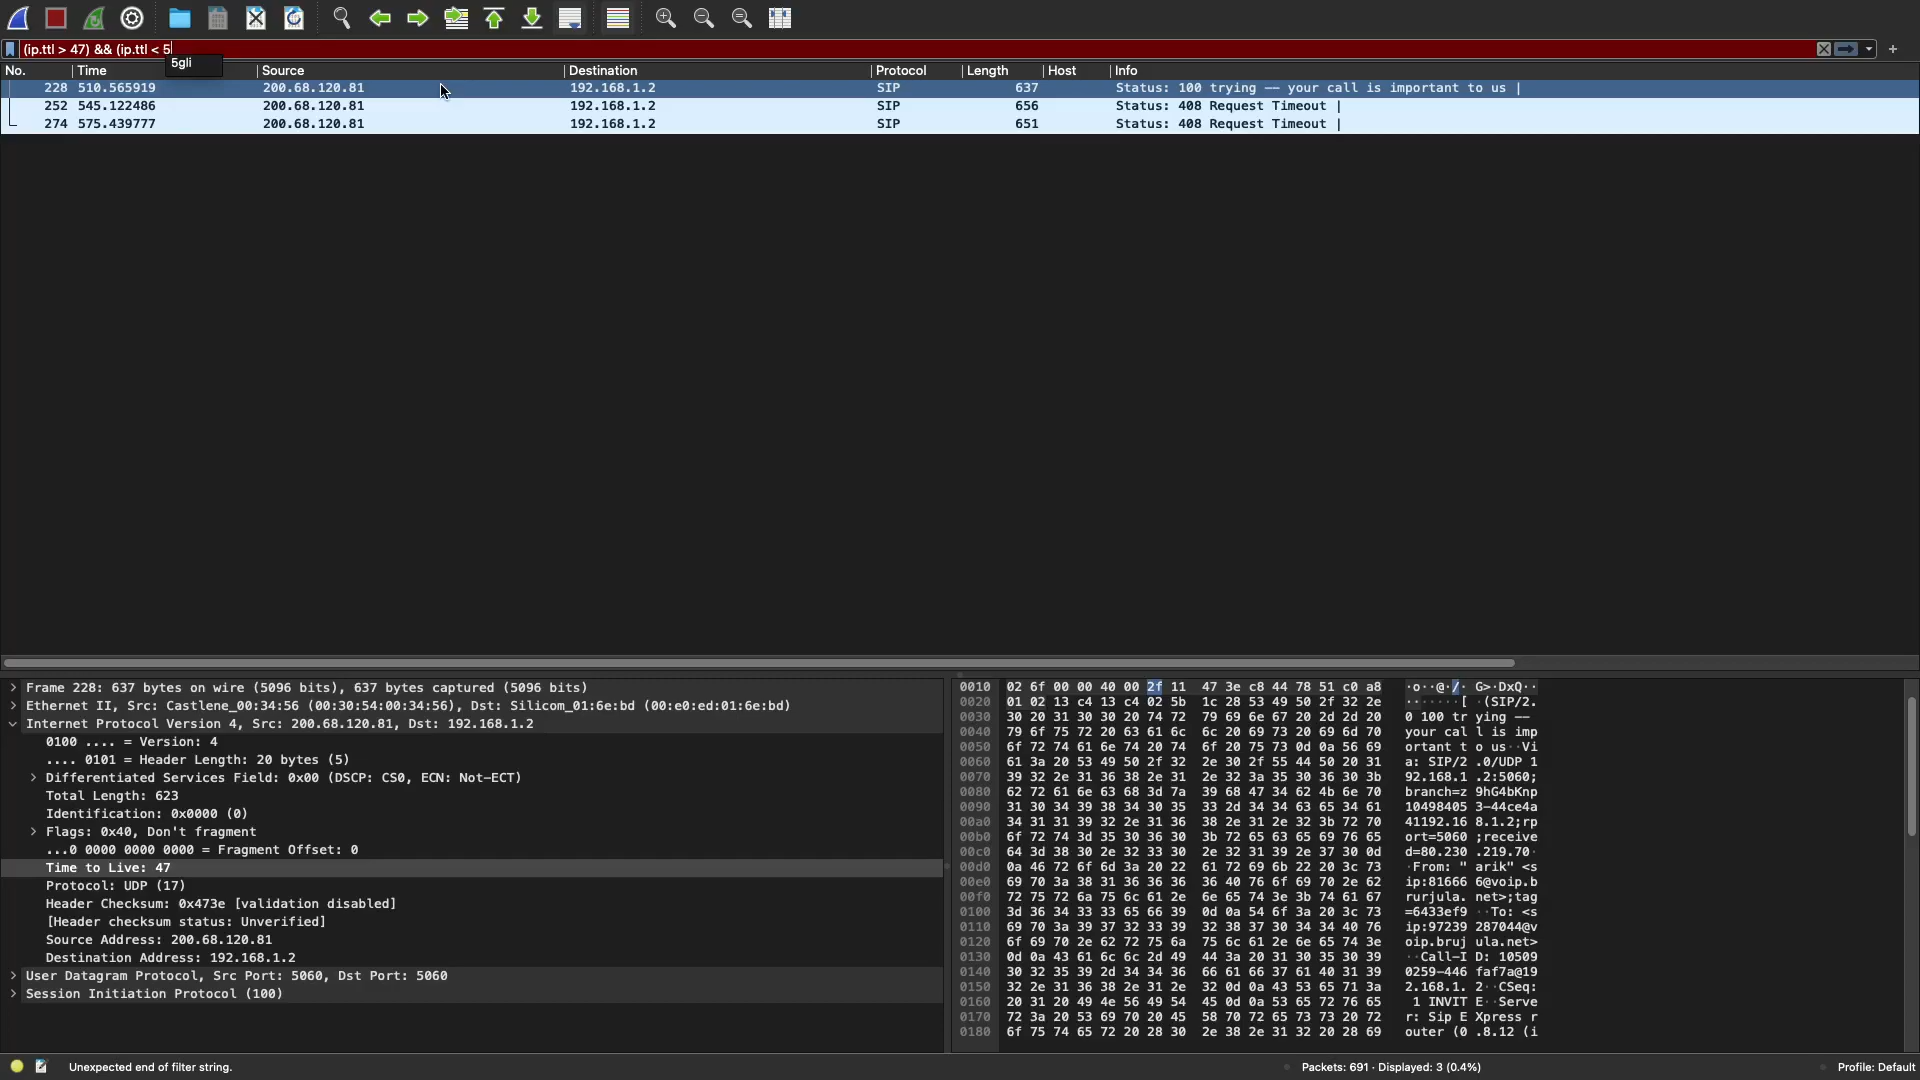 (ip.ttl > 47) && (ip.ttl < 5
5gli
No. Time Source Destination Protocol Length Host Info
228 510.565919 200.68.120.81 192.168.1.2 SIP 637 Status: 100 trying -- your call is important to us |
252 545.122486 200.68.120.81 192.168.1.2 SIP 656 Status: 408 Request Timeout |
274 575.439777 200.68.120.81 192.168.1.2 SIP 651 Status: 408 Request Timeout |
Frame 228: 637 bytes on wire (5096 bits), 637 bytes captured (5096 bits)
Ethernet II, Src: Castlene_00:34:56 (00:30:54:00:34:56), Dst: Silicom_01:6e:bd (00:e0:ed:01:6e:bd)
Internet Protocol Version 4, Src: 200.68.120.81, Dst: 192.168.1.2
0100 .... = Version: 4
.... 0101 = Header Length: 20 bytes (5)
Differentiated Services Field: 0x00 (DSCP: CS0, ECN: Not-ECT)
Total Length: 623
Identification: 0x0000 (0)
Flags: 0x40, Don't fragment
...0 0000 0000 0000 = Fragment Offset: 0
Time to Live: 47
Protocol: UDP (17)
Header Checksum: 0x473e [validation disabled]
[Header checksum status: Unverified]
Source Address: 200.68.120.81
Destination Address: 192.168.1.2
User Datagram Protocol, Src Port: 5060, Dst Port: 5060
Session Initiation Protocol (100)
0010 02 6f 00 00 40 00 2f 11 47 3e c8 44 78 51 c0 a8 ·o··@·/· G>·DxQ··
0020 01 02 13 c4 13 c4 02 5b 1c 28 53 49 50 2f 32 2e ·······[ ·(SIP/2.
0030 30 20 31 30 30 20 74 72 79 69 6e 67 20 2d 2d 20 0 100 tr ying --
0040 79 6f 75 72 20 63 61 6c 6c 20 69 73 20 69 6d 70 your cal l is imp
0050 6f 72 74 61 6e 74 20 74 6f 20 75 73 0d 0a 56 69 ortant t o us··Vi
0060 61 3a 20 53 49 50 2f 32 2e 30 2f 55 44 50 20 31 a: SIP/2 .0/UDP 1
0070 39 32 2e 31 36 38 2e 31 2e 32 3a 35 30 36 30 3b 92.168.1 .2:5060;
0080 62 72 61 6e 63 68 3d 7a 39 68 47 34 62 4b 6e 70 branch=z 9hG4bKnp
0090 31 30 34 39 38 34 30 35 33 2d 34 34 63 65 34 61 10498405 3-44ce4a
00a0 34 31 31 39 32 2e 31 36 38 2e 31 2e 32 3b 72 70 41192.16 8.1.2;rp
00b0 6f 72 74 3d 35 30 36 30 3b 72 65 63 65 69 76 65 ort=5060 ;receive
00c0 64 3d 38 30 2e 32 33 30 2e 32 31 39 2e 37 30 0d d=80.230 .219.70·
00d0 0a 46 72 6f 6d 3a 20 22 61 72 69 6b 22 20 3c 73 ·From: " arik" <s
00e0 69 70 3a 38 31 36 36 36 36 40 76 6f 69 70 2e 62 ip:81666 6@voip.b
00f0 72 75 72 6a 75 6c 61 2e 6e 65 74 3e 3b 74 61 67 rurjula. net>;tag
0100 3d 36 34 33 33 65 66 39 0d 0a 54 6f 3a 20 3c 73 =6433ef9 ··To: <s
0110 69 70 3a 39 37 32 33 39 32 38 37 30 34 34 40 76 ip:97239 287044@v
0120 6f 69 70 2e 62 72 75 6a 75 6c 61 2e 6e 65 74 3e oip.bruj ula.net>
0130 0d 0a 43 61 6c 6c 2d 49 44 3a 20 31 30 35 30 39 ··Call-I D: 10509
0140 30 32 35 39 2d 34 34 36 66 61 66 37 61 40 31 39 0259-446 faf7a@19
0150 32 2e 31 36 38 2e 31 2e 32 0d 0a 43 53 65 71 3a 2.168.1. 2··CSeq:
0160 20 31 20 49 4e 56 49 54 45 0d 0a 53 65 72 76 65 1 INVIT E··Serve
0170 72 3a 20 53 69 70 20 45 58 70 72 65 73 73 20 72 r: Sip E Xpress r
0180 6f 75 74 65 72 20 28 30 2e 38 2e 31 32 20 28 69 outer (0 .8.12 (i
Unexpected end of filter string. Packets: 691 · Displayed: 3 (0.4%) Profile: Default